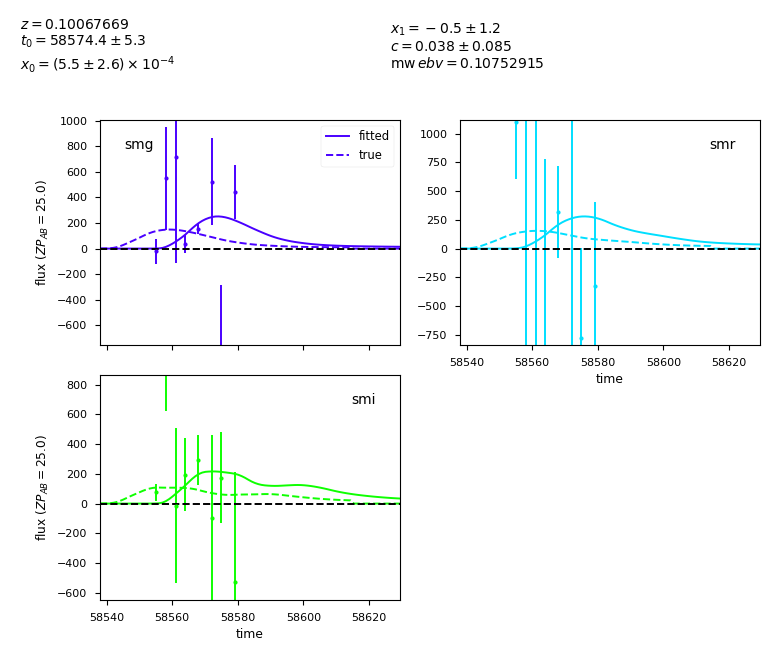 z = 0.10067669
t₀ = 58574.4 ± 5.3
x₀ = (5.5 ± 2.6) × 10⁻⁴
x₁ = −0.5 ± 1.2
c = 0.038 ± 0.085
mw ebv = 0.10752915
smg
fitted
true
1000
800
600
400
200
0
−200
−400
−600
flux (ZP_AB = 25.0)
smr
1000
750
500
250
0
−250
−500
−750
58540 58560 58580 58600 58620
time
smi
800
600
400
200
0
−200
−400
−600
flux (ZP_AB = 25.0)
58540 58560 58580 58600 58620
time